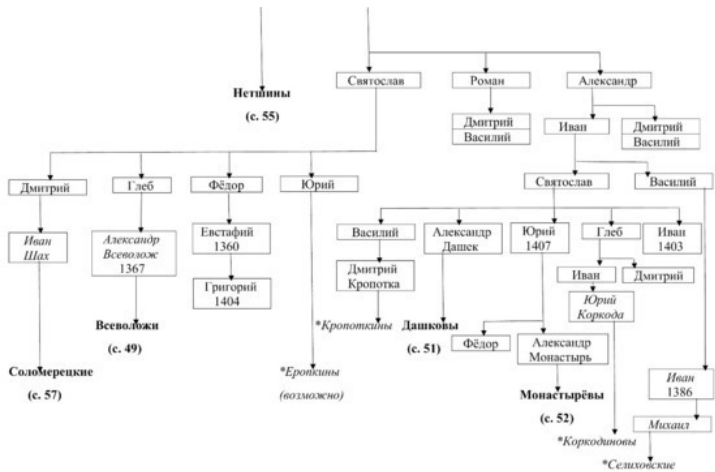 Святослав
Роман
Александр
Нетшины
(с. 55)
Дмитрий
Василий
Иван
Дмитрий
Василий
Дмитрий
Глеб
Фёдор
Юрий
Святослав
Василий
Иван
Шах
Александр
Всеволож
1367
Евстафий
1360
Василий
Александр
Дашек
Юрий
1407
Глеб
Иван
1403
Григорий
1404
Дмитрий
Кропотка
Иван
Дмитрий
Юрий
Коркода
Всеволожи
(с. 49)
*Кропоткины
Дашковы
(с. 51)
Фёдор
Александр
Монастырь
Соломерецкие
(с. 57)
*Еропкины
(возможно)
Иван
1386
Монастырёвы
(с. 52)
Михаил
*Коркодиновы
*Селиховские